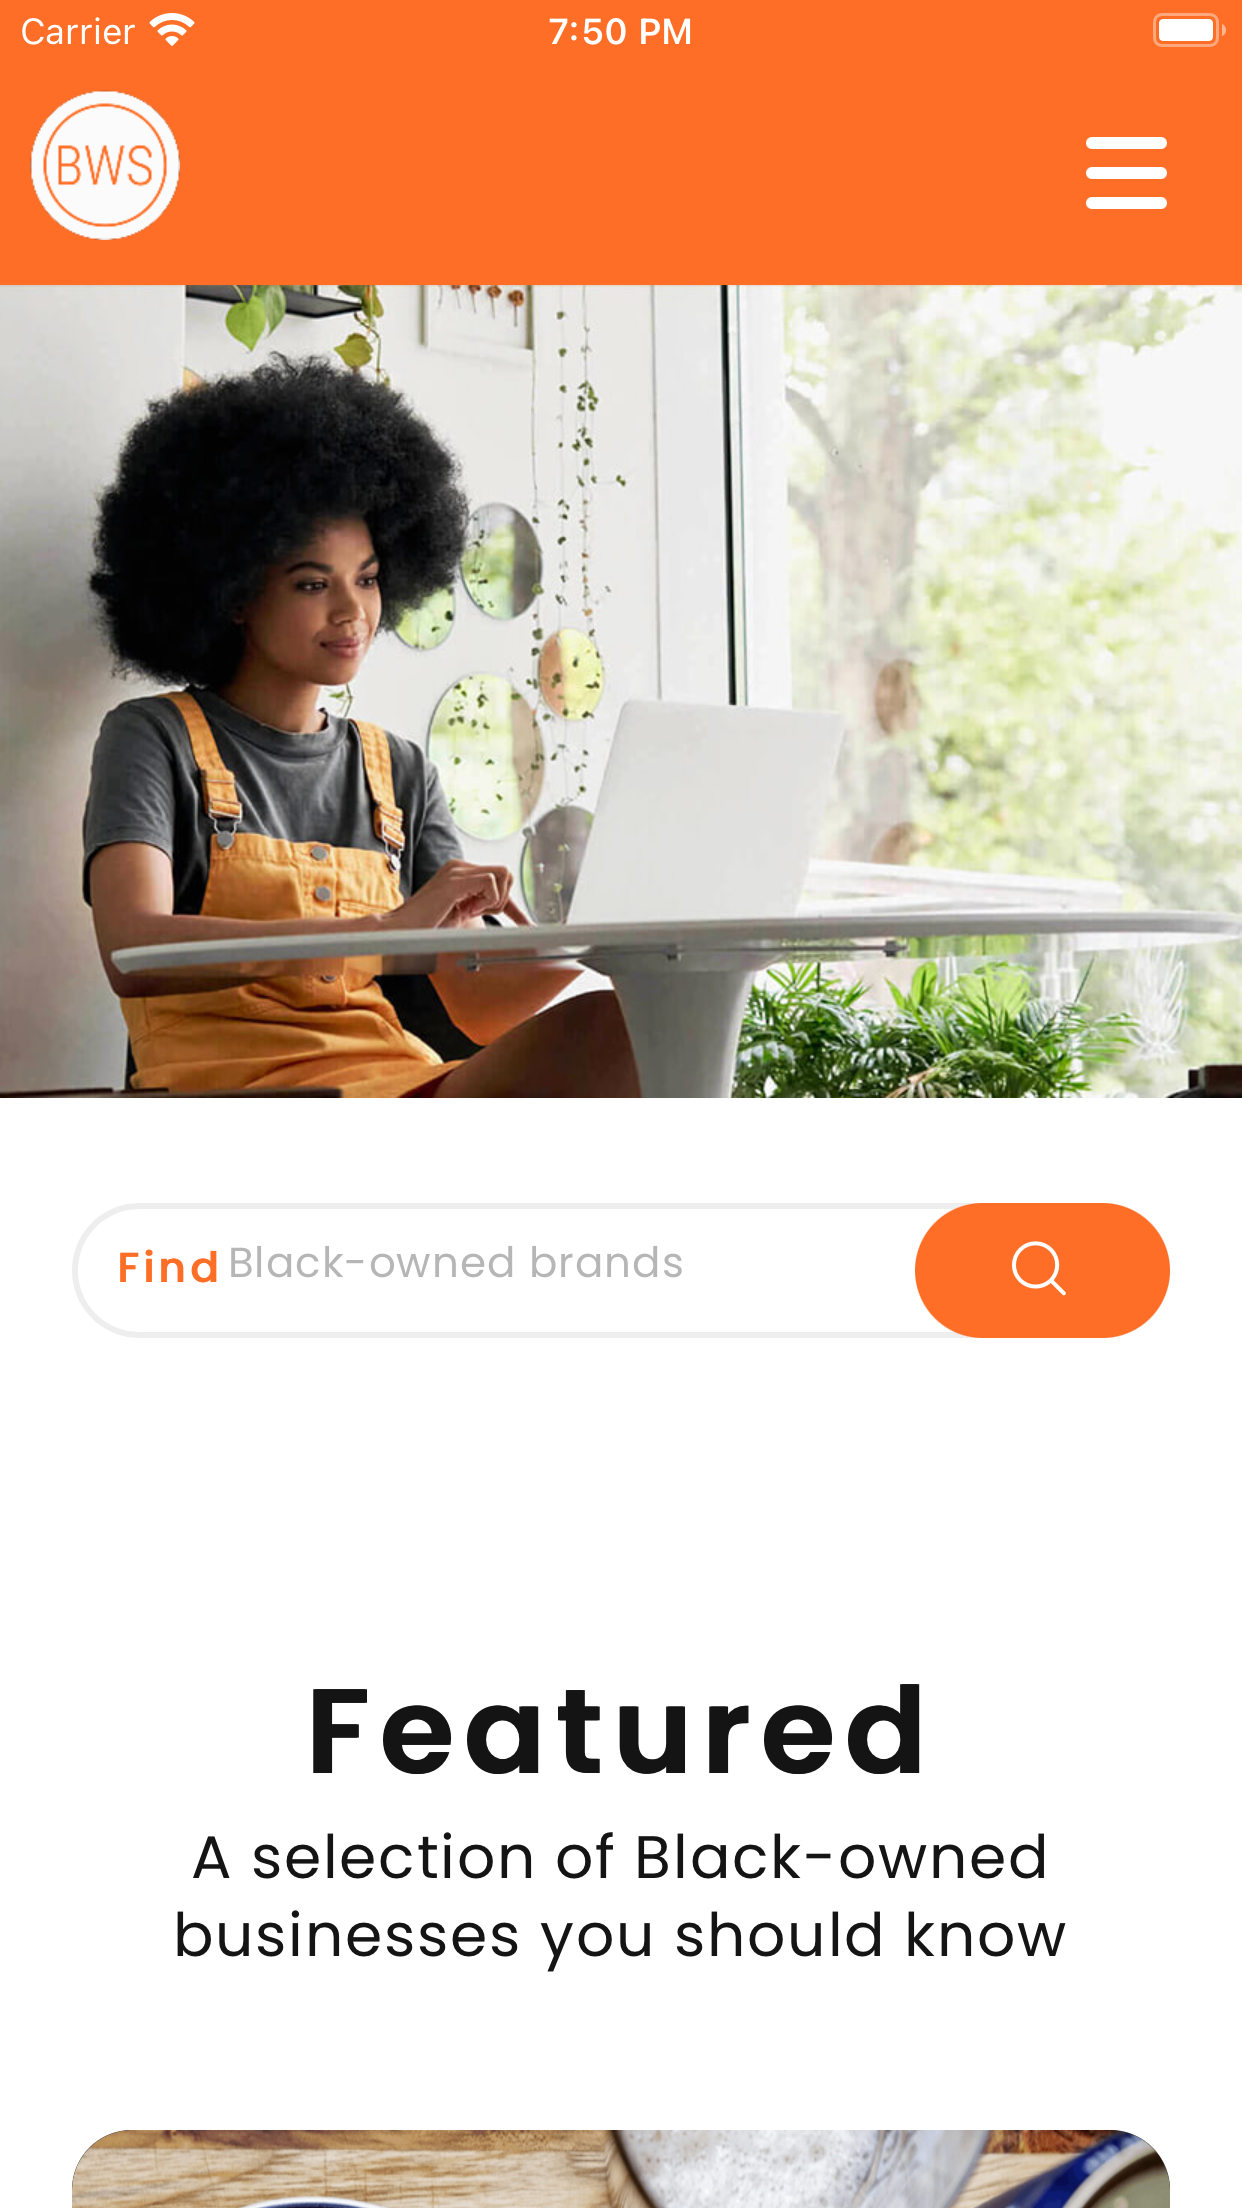 Carrier 7:50 PM
BWS
Find Black-owned brands
Featured
A selection of Black-owned
businesses you should know